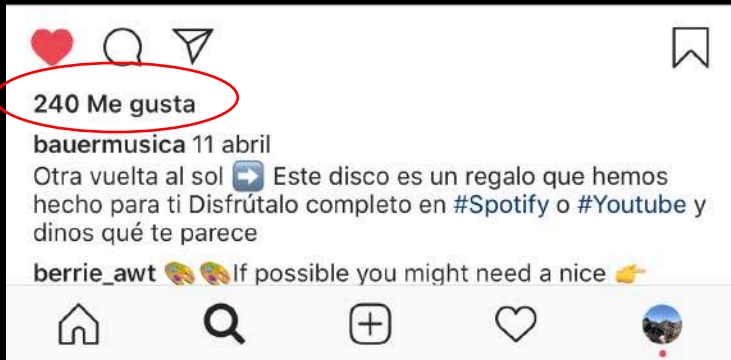 240 Me gusta
bauermusica 11 abril
Otra vuelta al sol ➡️ Este disco es un regalo que hemos
hecho para ti Disfrútalo completo en #Spotify o #Youtube y
dinos qué te parece
berrie_awt 🎨🎨If possible you might need a nice 👉